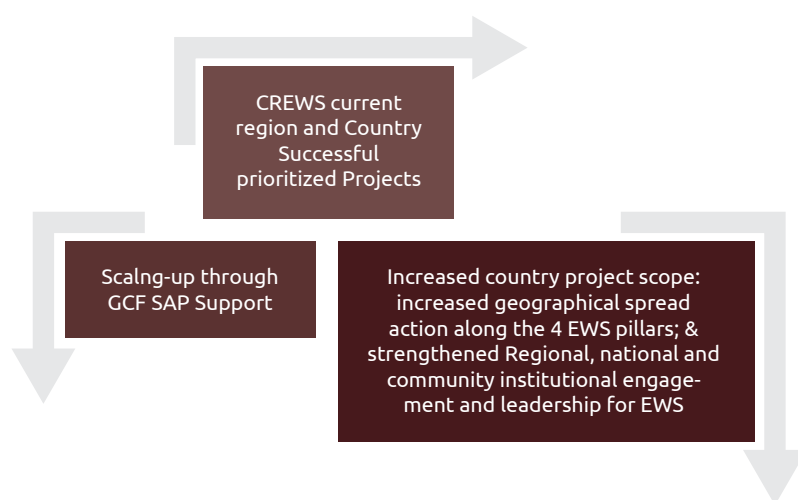 CREWS current
region and Country
Successful
prioritized Projects
Scalng-up through
GCF SAP Support
Increased country project scope:
increased geographical spread
action along the 4 EWS pillars; &
strengthened Regional, national and
community institutional engage-
ment and leadership for EWS